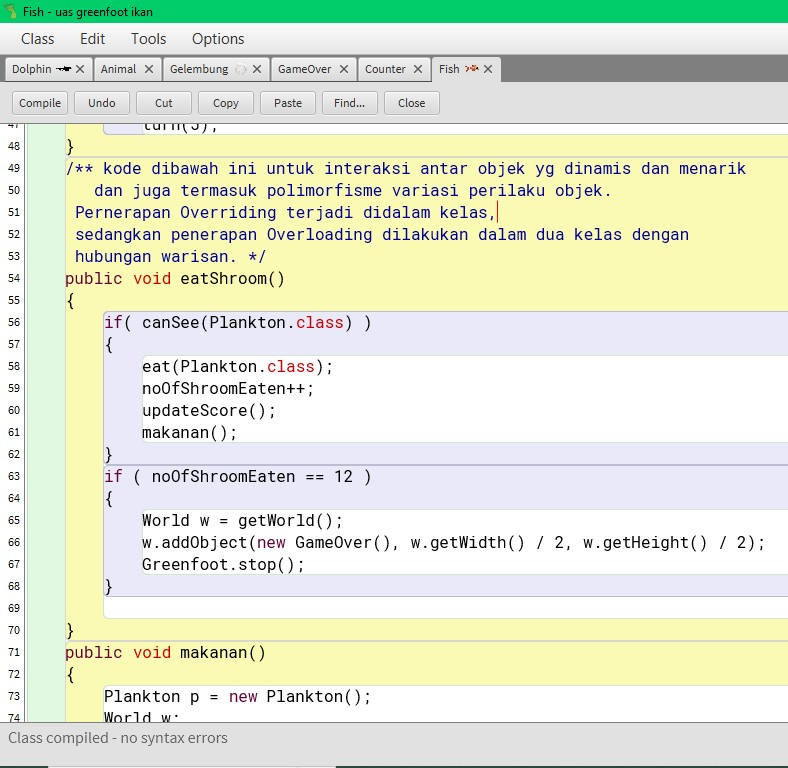 Fish - uas greenfoot ikan
Class Edit Tools Options
Dolphin Animal Gelembung GameOver Counter Fish
Compile Undo Cut Copy Paste Find... Close
47 turn(5);
48 }
49 /** kode dibawah ini untuk interaksi antar objek yg dinamis dan menarik
50 dan juga termasuk polimorfisme variasi perilaku objek.
51 Pernerapan Overriding terjadi didalam kelas,
52 sedangkan penerapan Overloading dilakukan dalam dua kelas dengan
53 hubungan warisan. */
54 public void eatShroom()
55 {
56 if( canSee(Plankton.class) )
57 {
58 eat(Plankton.class);
59 noOfShroomEaten++;
60 updateScore();
61 makanan();
62 }
63 if ( noOfShroomEaten == 12 )
64 {
65 World w = getWorld();
66 w.addObject(new GameOver(), w.getWidth() / 2, w.getHeight() / 2);
67 Greenfoot.stop();
68 }
69
70 }
71 public void makanan()
72 {
73 Plankton p = new Plankton();
74 World w;
Class compiled - no syntax errors